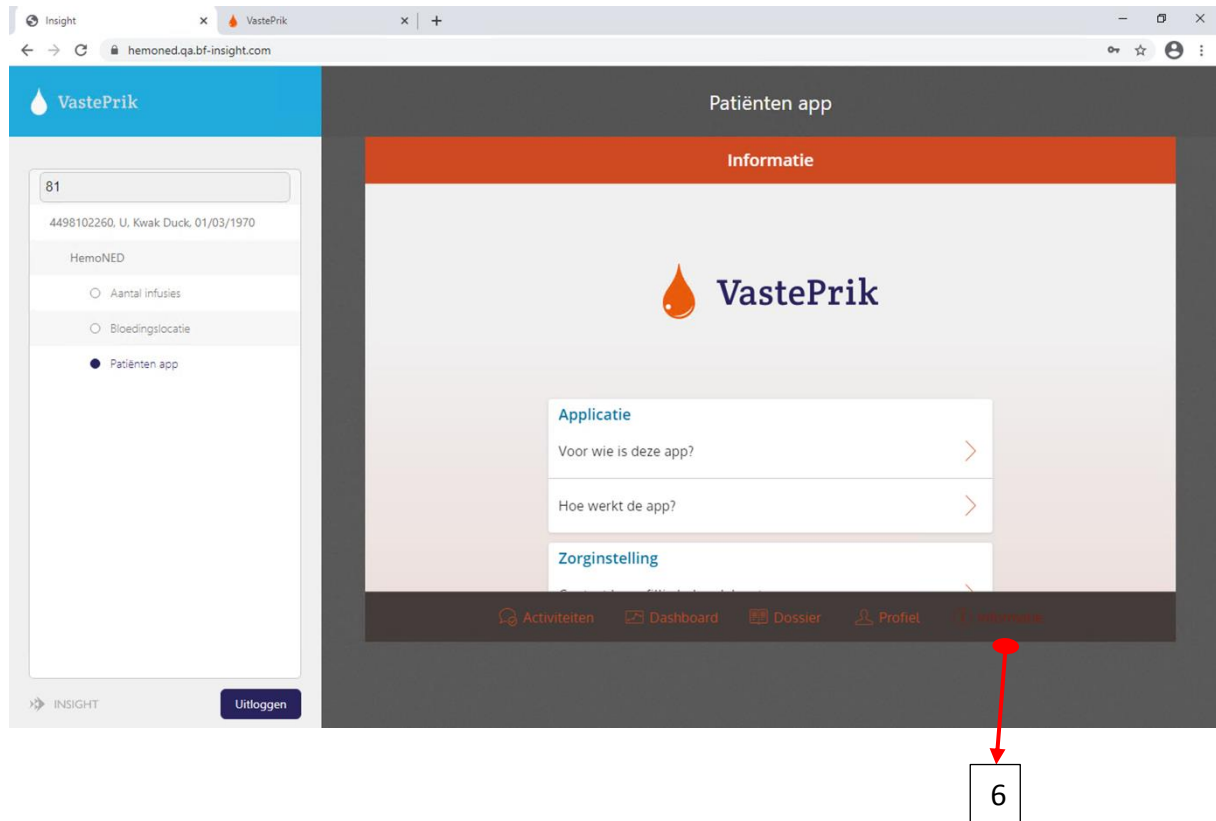 Insight
VastePrik
hemoned.qa.bf-insight.com
VastePrik
81
4498102260, U, Kwak Duck, 01/03/1970
HemoNED
Aantal infusies
Bloedingslocatie
Patiënten app
INSIGHT
Uitloggen
Patiënten app
Informatie
VastePrik
Applicatie
Voor wie is deze app?
Hoe werkt de app?
Zorginstelling
Activiteiten Dashboard Dossier Profiel Informatie
6